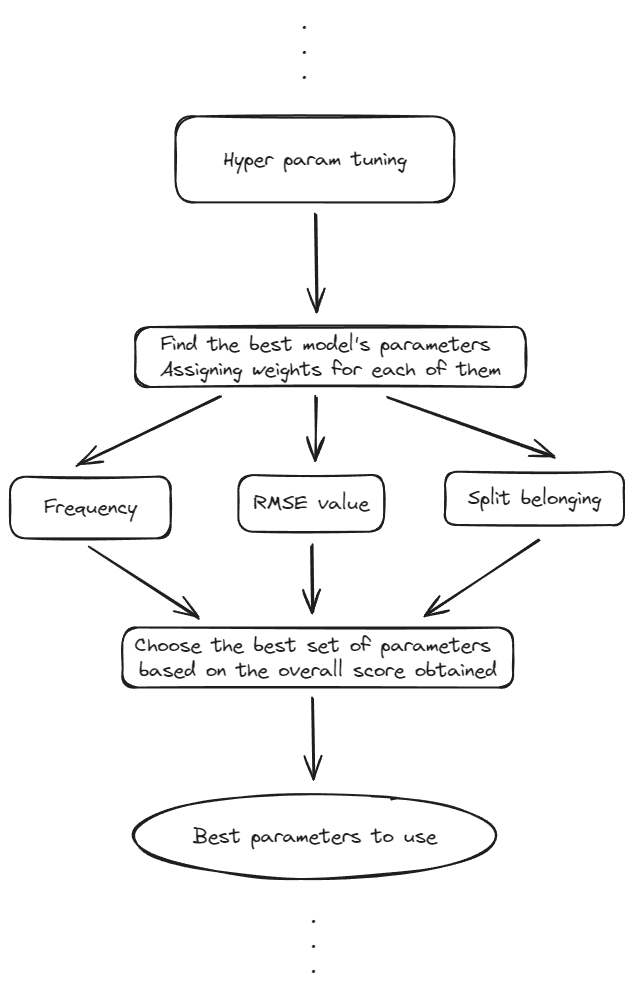 Hyper param tuning
Find the best model's parameters
Assigning weights for each of them
Frequency
RMSE value
Split belonging
Choose the best set of parameters
based on the overall score obtained
Best parameters to use